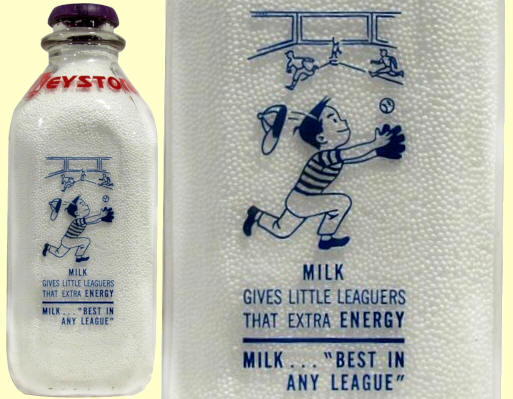 MILK
GIVES LITTLE LEAGUERS
THAT EXTRA ENERGY
MILK... "BEST IN
ANY LEAGUE"
MILK
GIVES LITTLE LEAGUERS
THAT EXTRA ENERGY
MILK... "BEST IN
ANY LEAGUE"